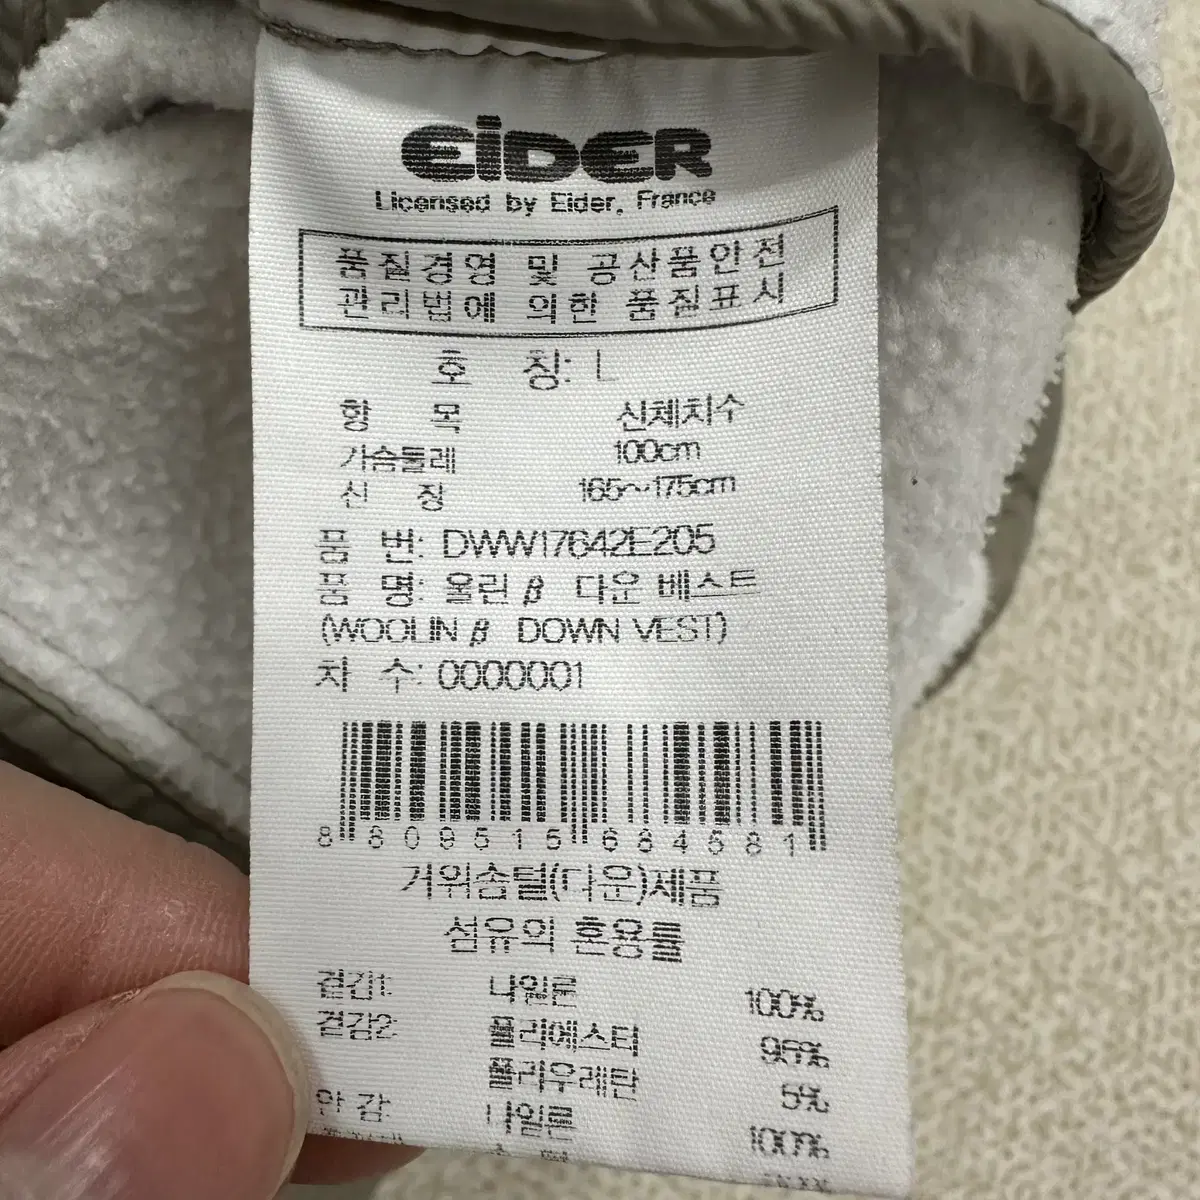 EiDER
Licensed by Eider, France
품질경영 및 공산품안전
관리법에 의한 품질표시
호 칭: L
항 목 신체치수
가슴둘레 100cm
신 장 165~175cm
품 번: DWW17642E205
품 명: 울린 β 다운 베스트
(WOOLIN β DOWN VEST)
차 수: 0000001
8 809515 684581
거위솜털(다운)제품
섬유의 혼용률
겉감1: 나일론 100%
겉감2: 폴리에스터 95%
폴리우레탄 5%
안 감: 나일론 100%